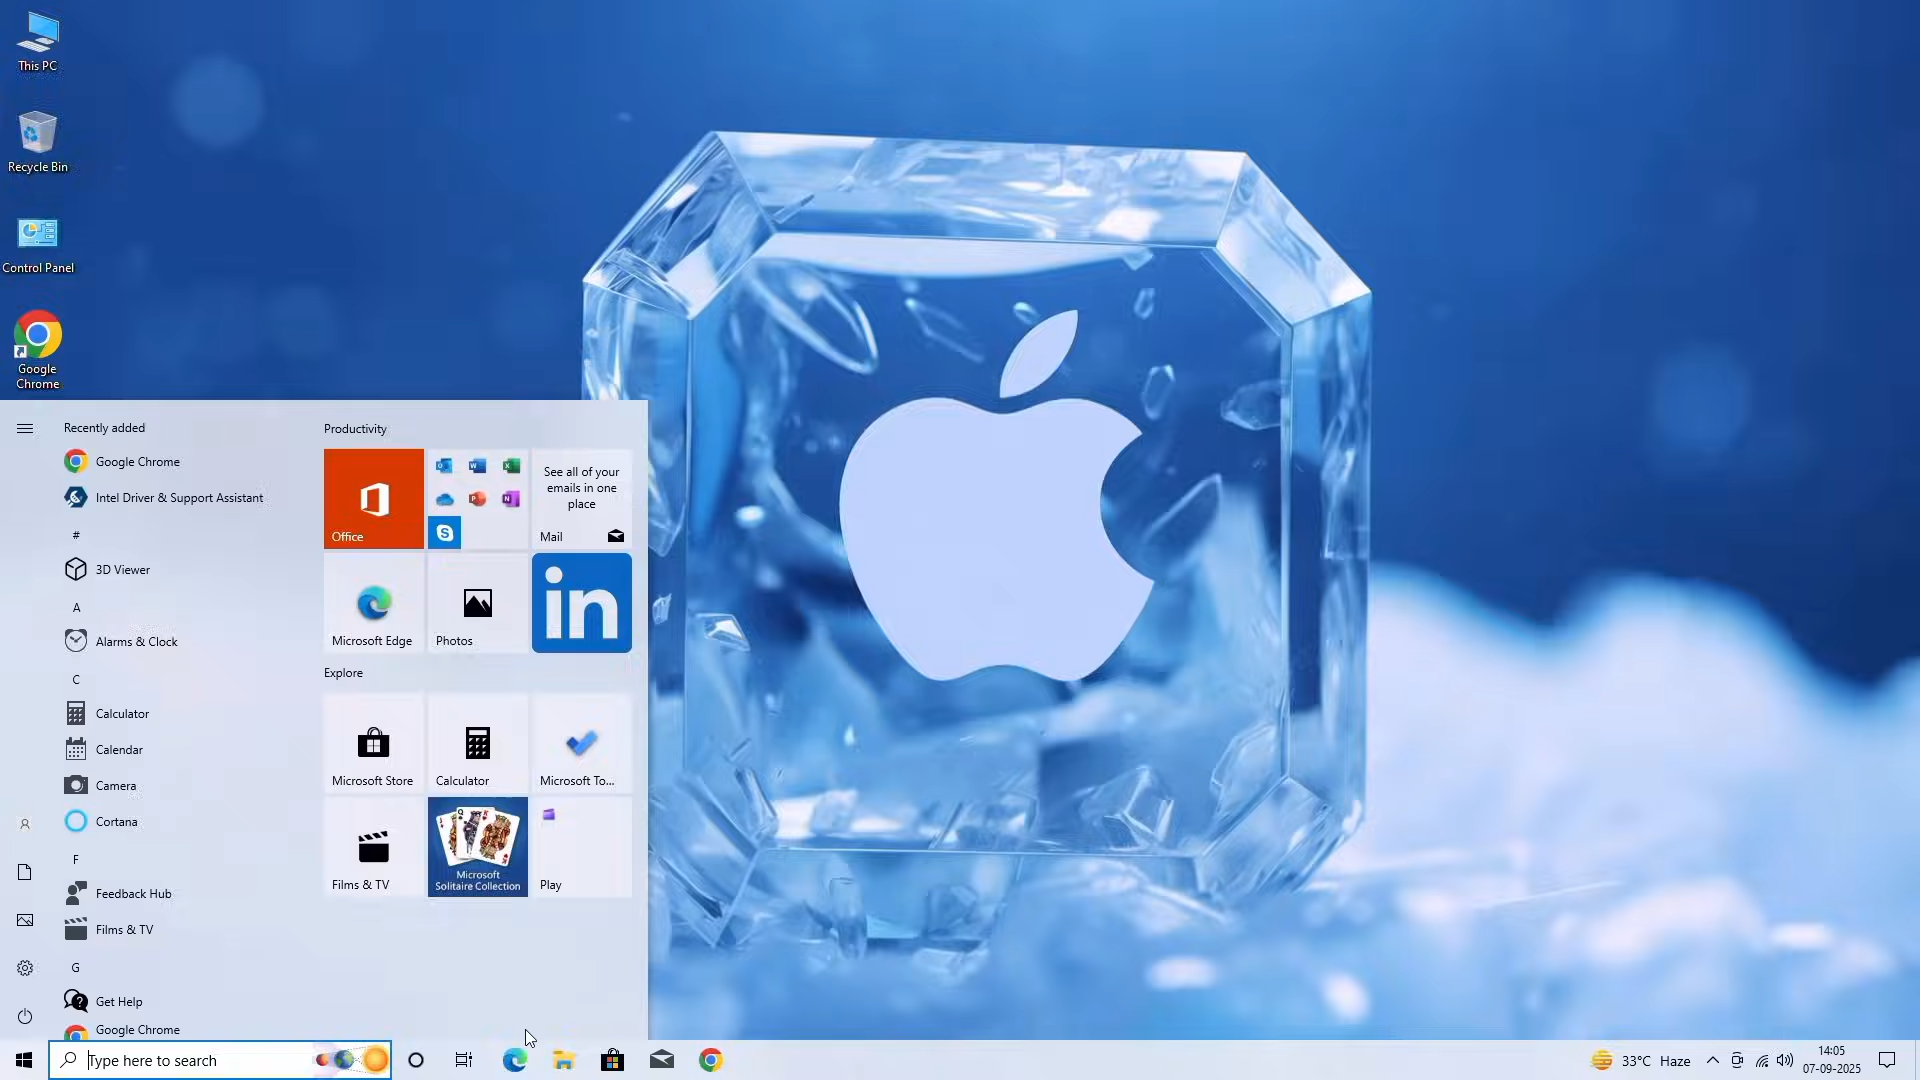 This PC
Recycle Bin
Control Panel
Google
Chrome
Recently added
Google Chrome
Intel Driver & Support Assistant
#
3D Viewer
A
Alarms & Clock
C
Calculator
Calendar
Camera
Cortana
F
Feedback Hub
Films & TV
G
Get Help
Google Chrome
Productivity
Office
See all of your
emails in one
place
Mail
Microsoft Edge
Photos
in
Explore
Microsoft Store
Calculator
Microsoft To...
Films & TV
Microsoft
Solitaire Collection
Play
Type here to search
33°C Haze
14:05
07-09-2025